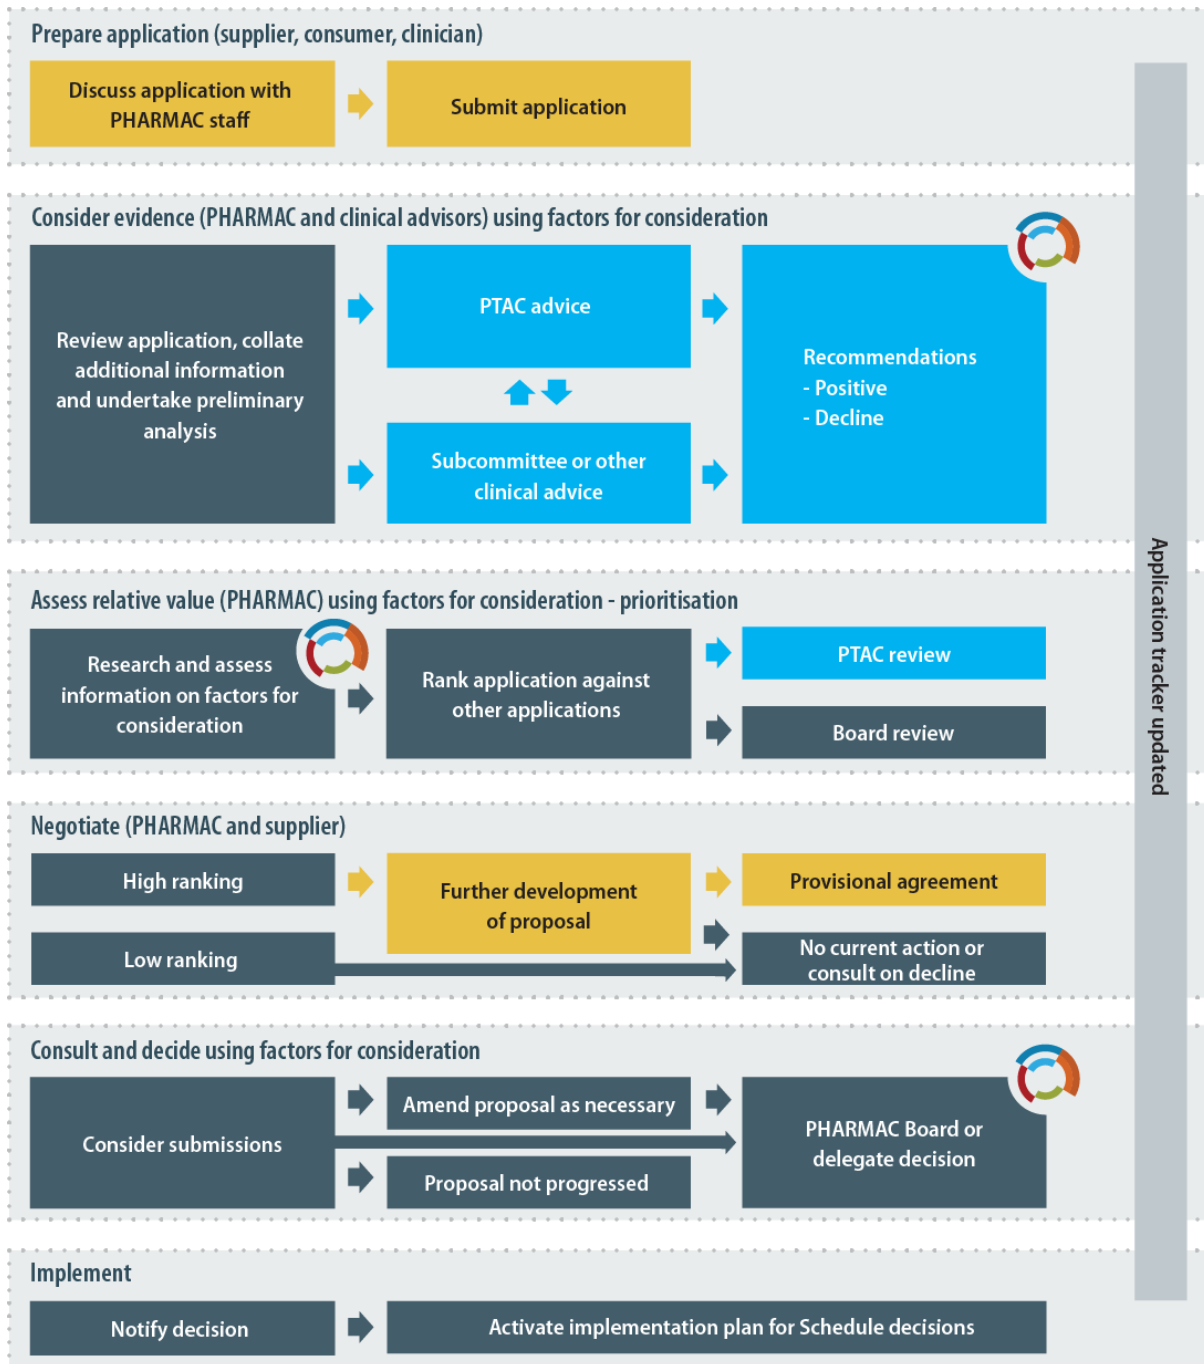 Prepare application (supplier, consumer, clinician)
Discuss application with
PHARMAC staff
Submit application
Consider evidence (PHARMAC and clinical advisors) using factors for consideration
Review application, collate
additional information
and undertake preliminary
analysis
PTAC advice
Subcommittee or other
clinical advice
Recommendations
- Positive
- Decline
Assess relative value (PHARMAC) using factors for consideration - prioritisation
Research and assess
information on factors for
consideration
Rank application against
other applications
PTAC review
Board review
Negotiate (PHARMAC and supplier)
High ranking
Low ranking
Further development
of proposal
Provisional agreement
No current action or
consult on decline
Consult and decide using factors for consideration
Consider submissions
Amend proposal as necessary
Proposal not progressed
PHARMAC Board or
delegate decision
Implement
Notify decision
Activate implementation plan for Schedule decisions
Application tracker updated